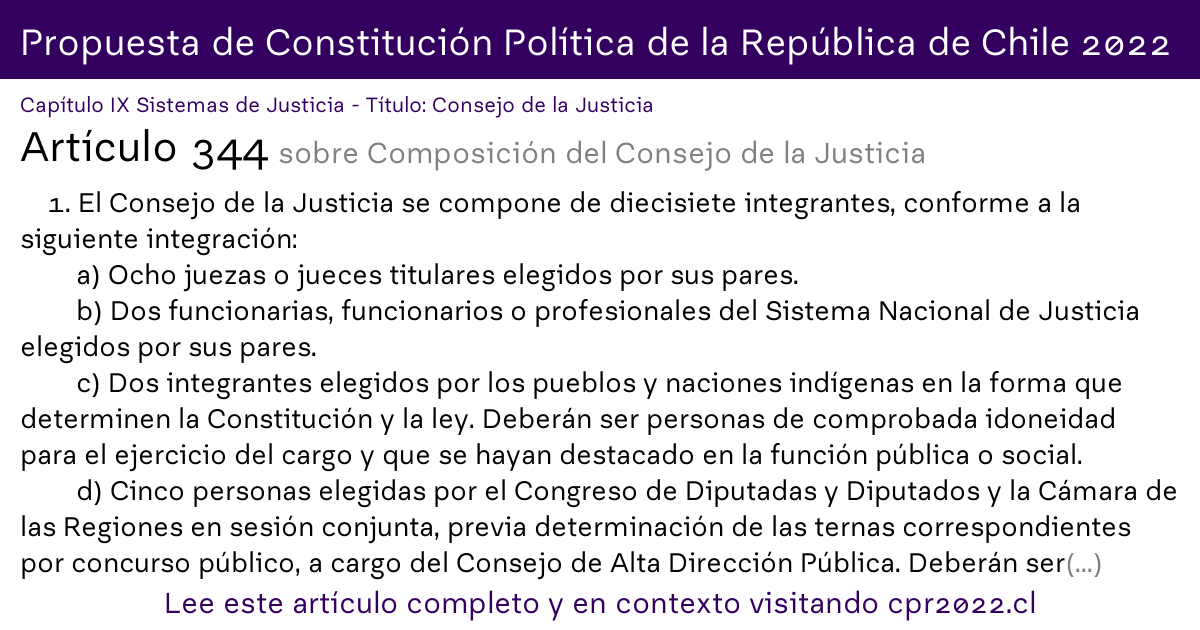 Propuesta de Constitución Política de la República de Chile 2022
Capítulo IX Sistemas de Justicia - Título: Consejo de la Justicia
Artículo 344 sobre Composición del Consejo de la Justicia
1. El Consejo de la Justicia se compone de diecisiete integrantes, conforme a la
siguiente integración:
a) Ocho juezas o jueces titulares elegidos por sus pares.
b) Dos funcionarias, funcionarios o profesionales del Sistema Nacional de Justicia
elegidos por sus pares.
c) Dos integrantes elegidos por los pueblos y naciones indígenas en la forma que
determinen la Constitución y la ley. Deberán ser personas de comprobada idoneidad
para el ejercicio del cargo y que se hayan destacado en la función pública o social.
d) Cinco personas elegidas por el Congreso de Diputadas y Diputados y la Cámara de
las Regiones en sesión conjunta, previa determinación de las ternas correspondientes
por concurso público, a cargo del Consejo de Alta Dirección Pública. Deberán ser(...)
Lee este artículo completo y en contexto visitando cpr2022.cl